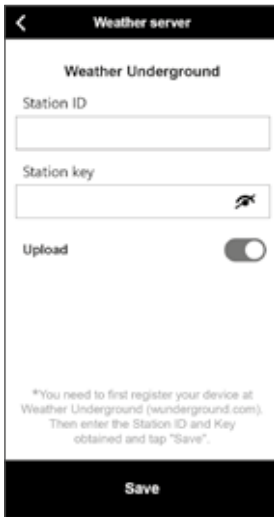 Weather server
Weather Underground
Station ID
Station key
Upload
*You need to first register your device at
Weather Underground (wunderground.com).
Then enter the Station ID and Key
obtained and tap "Save".
Save